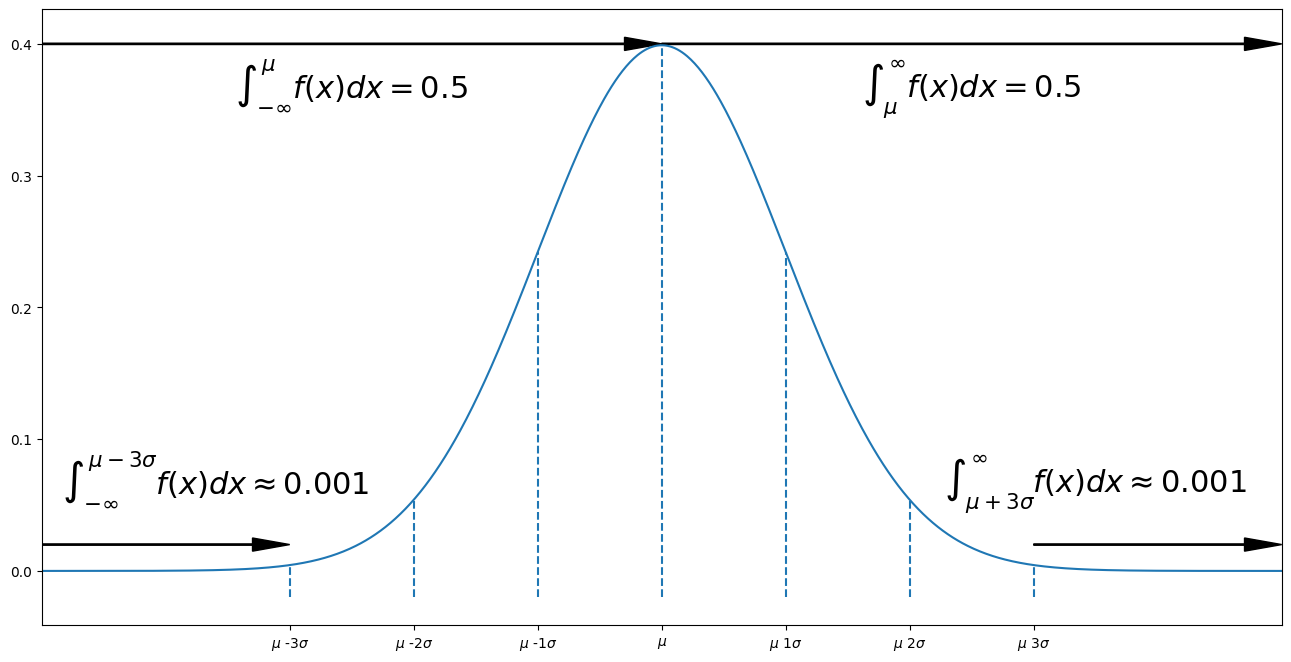 0.4
∫_{-∞}^{μ} f(x)dx = 0.5
∫_{μ}^{∞} f(x)dx = 0.5
0.3
0.2
0.1
∫_{-∞}^{μ-3σ} f(x)dx ≈ 0.001
∫_{μ+3σ}^{∞} f(x)dx ≈ 0.001
0.0
μ -3σ
μ -2σ
μ -1σ
μ
μ 1σ
μ 2σ
μ 3σ